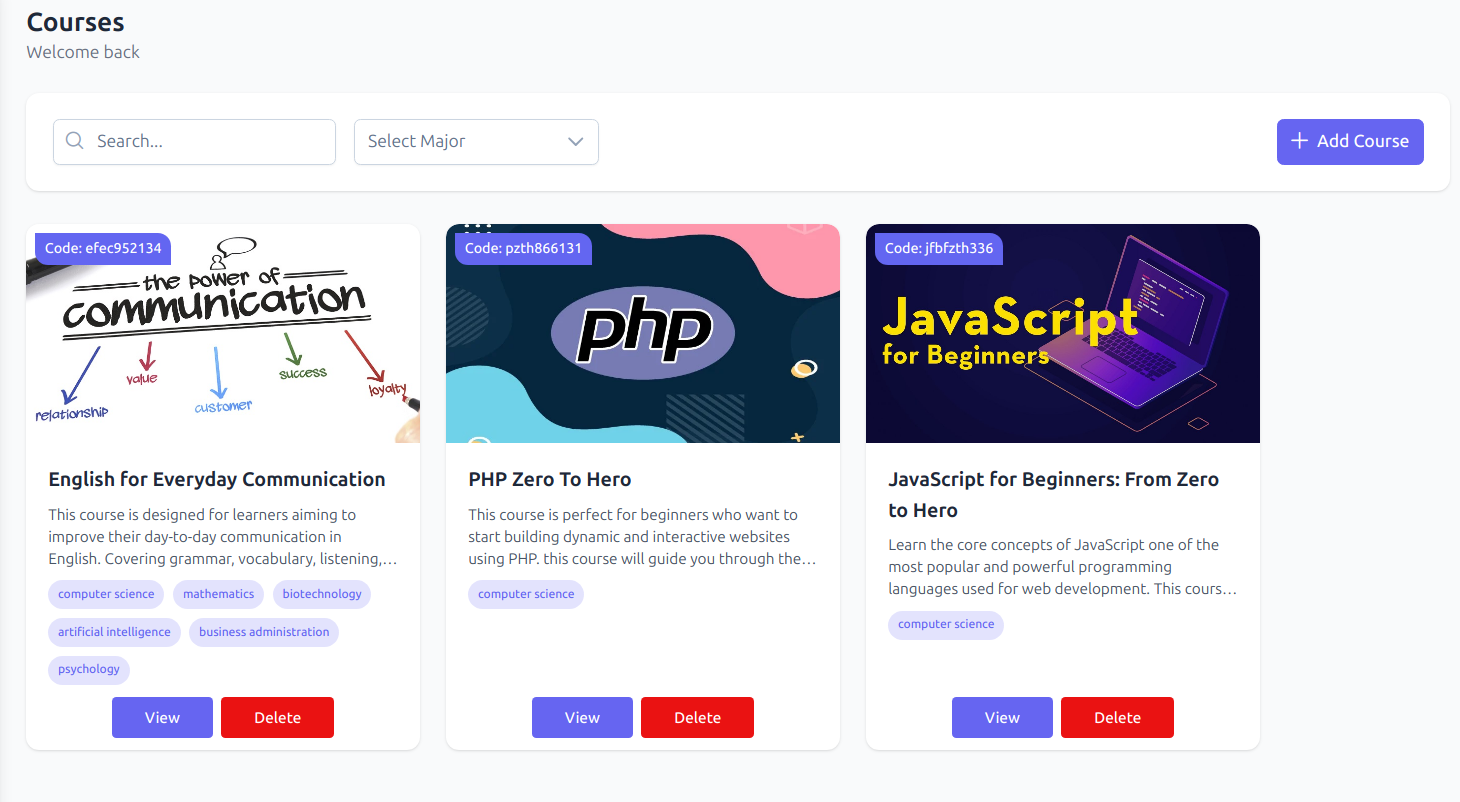 Courses
Welcome back
Search...
Select Major
Add Course
Code: efec952134
the power of
communication
relationship
value
customer
success
loyalty
English for Everyday Communication
This course is designed for learners aiming to
improve their day-to-day communication in
English. Covering grammar, vocabulary, listening,...
computer science
mathematics
biotechnology
artificial intelligence
business administration
psychology
View
Delete
Code: pzth866131
php
PHP Zero To Hero
This course is perfect for beginners who want to
start building dynamic and interactive websites
using PHP. this course will guide you through the...
computer science
View
Delete
Code: jfbfzth336
JavaScript
for Beginners
JavaScript for Beginners: From Zero
to Hero
Learn the core concepts of JavaScript one of the
most popular and powerful programming
languages used for web development. This cours...
computer science
View
Delete